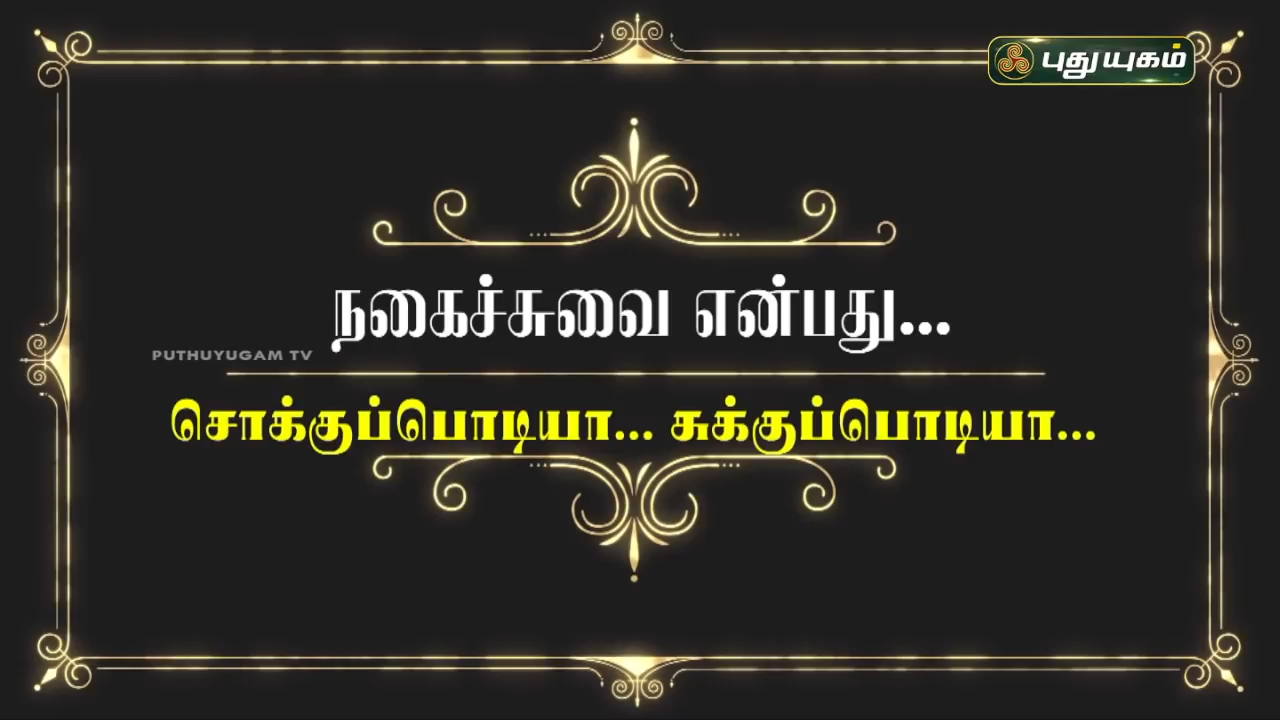 புதுயுகம்
நகைச்சுவை என்பது...
PUTHUYUGAM TV
சொக்குப்பொடியா... சுக்குப்பொடியா...